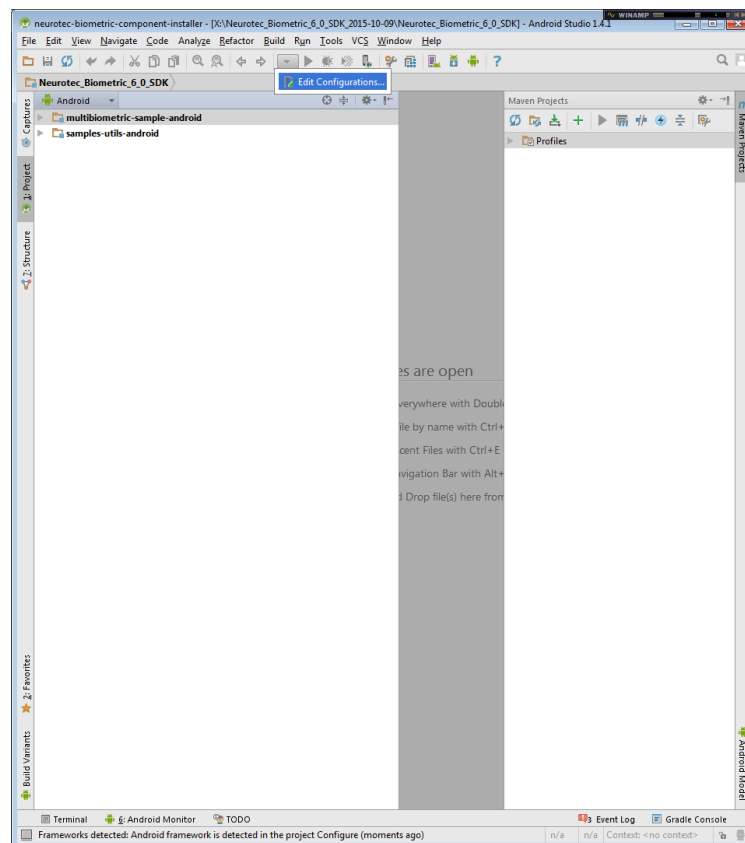 WINAMP
neurotec-biometric-component-installer - [X:\Neurotec_Biometric_6_0_SDK_2015-10-09\Neurotec_Biometric_6_0_SDK] - Android Studio 1.4.1
File Edit View Navigate Code Analyze Refactor Build Run Tools VCS Window Help
Neurotec_Biometric_6_0_SDK
Edit Configurations...
Android
Maven Projects
multibiometric-sample-android
samples-utils-android
Profiles
Captures
1: Project
2: Structure
2: Favorites
Build Variants
Maven Projects
Android Model
es are open
verywhere with Double
ile by name with Ctrl+
cent Files with Ctrl+E
vigation Bar with Alt+
d Drop file(s) here from
Terminal 6: Android Monitor TODO 3 Event Log Gradle Console
Frameworks detected: Android framework is detected in the project Configure (moments ago) n/a n/a Context: <no context>